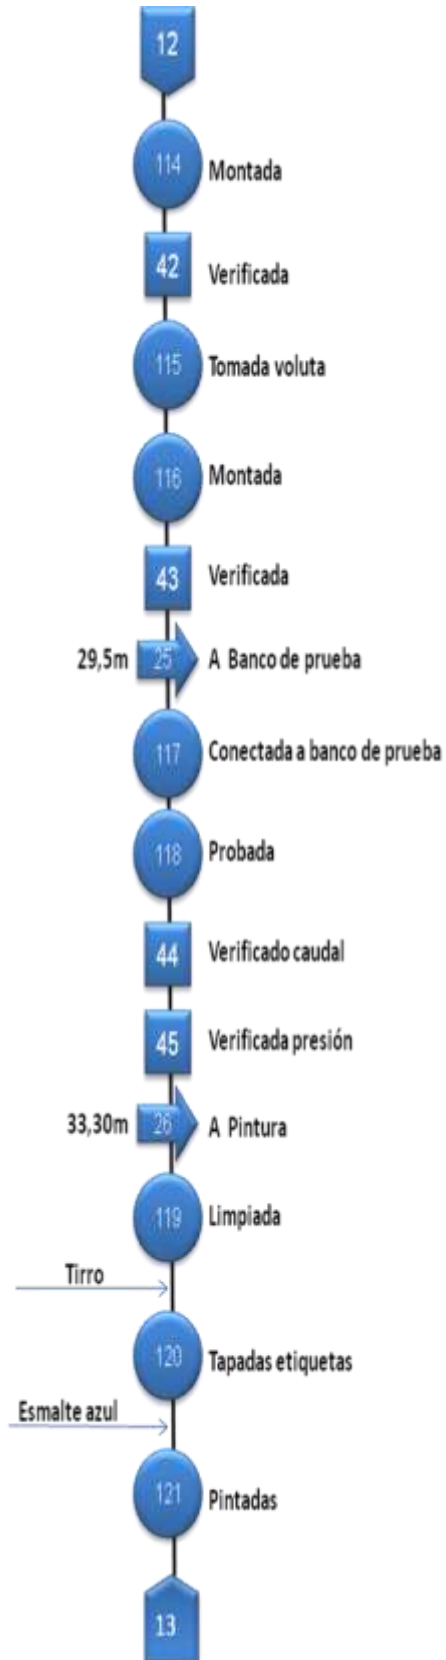 12
114 Montada
42 Verificada
115 Tomada voluta
116 Montada
43 Verificada
29,5m 25 A Banco de prueba
117 Conectada a banco de prueba
118 Probada
44 Verificado caudal
45 Verificada presión
33,30m 26 A Pintura
119 Limpiada
Tirro
120 Tapadas etiquetas
Esmalte azul
121 Pintadas
13